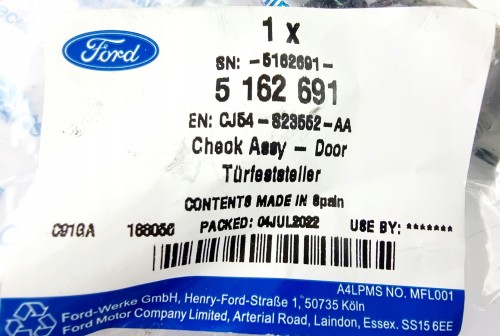 Ford
1 x
SN: -5162691-
5 162 691
EN: CJ54-S23552-AA
Check Assy - Door
Türfeststeller
CONTENTS MADE IN Spain
C91GA 168056 PACKED: 04JUL2022 USE BY: *******
A4LPMS NO. MFL001
Ford-Werke GmbH, Henry-Ford-Straße 1, 50735 Köln
Ford Motor Company Limited, Arterial Road, Laindon, Essex. SS15 6EE